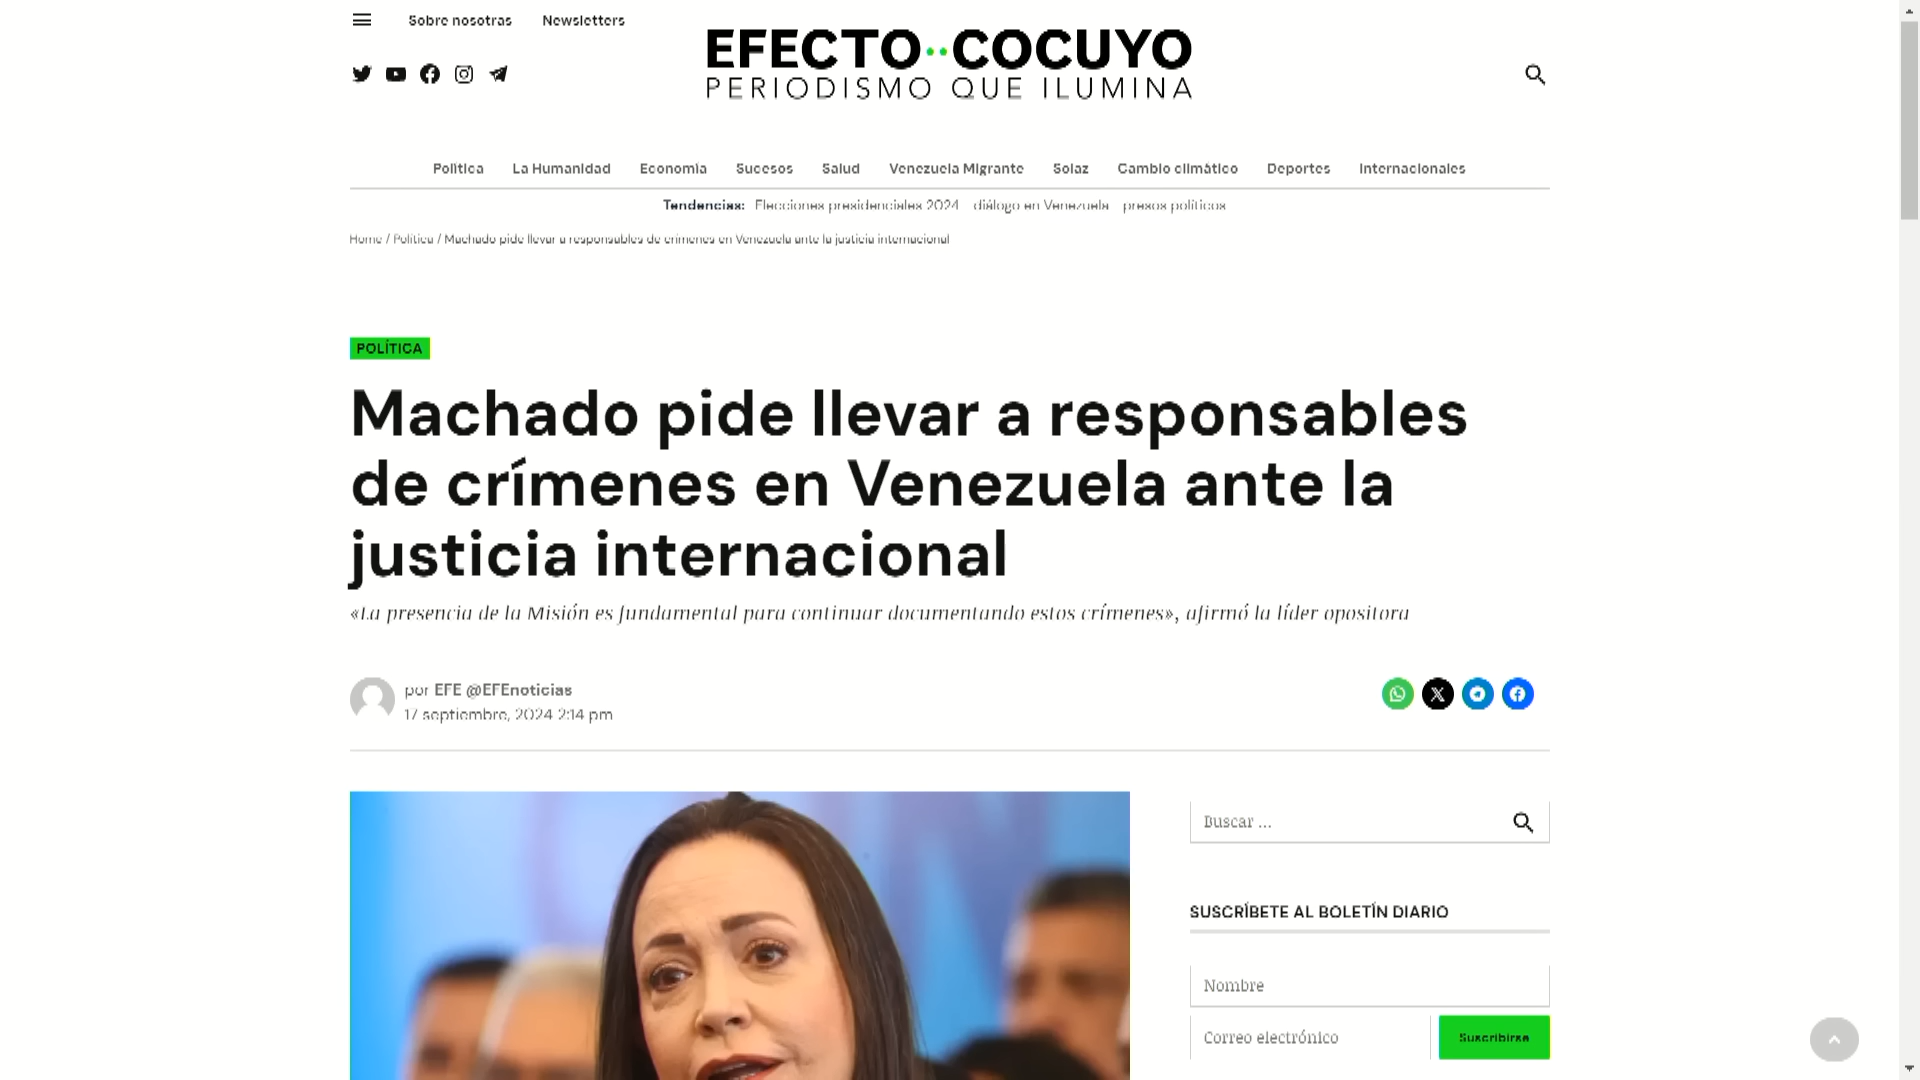 Sobre nosotras Newsletters
EFECTO COCUYO
PERIODISMO QUE ILUMINA
Política La Humanidad Economía Sucesos Salud Venezuela Migrante Solaz Cambio climático Deportes Internacionales
Tendencias: Elecciones presidenciales 2024 diálogo en Venezuela presos políticos
Home / Política / Machado pide llevar a responsables de crímenes en Venezuela ante la justicia internacional
POLÍTICA
Machado pide llevar a responsables
de crímenes en Venezuela ante la
justicia internacional
«La presencia de la Misión es fundamental para continuar documentando estos crímenes», afirmó la líder opositora
por EFE @EFEnoticias
17 septiembre, 2024 2:14 pm
Buscar ...
SUSCRÍBETE AL BOLETÍN DIARIO
Nombre
Correo electrónico
Suscribirse